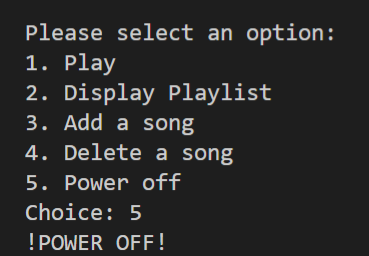 Please select an option:
1. Play
2. Display Playlist
3. Add a song
4. Delete a song
5. Power off
Choice: 5
!POWER OFF!